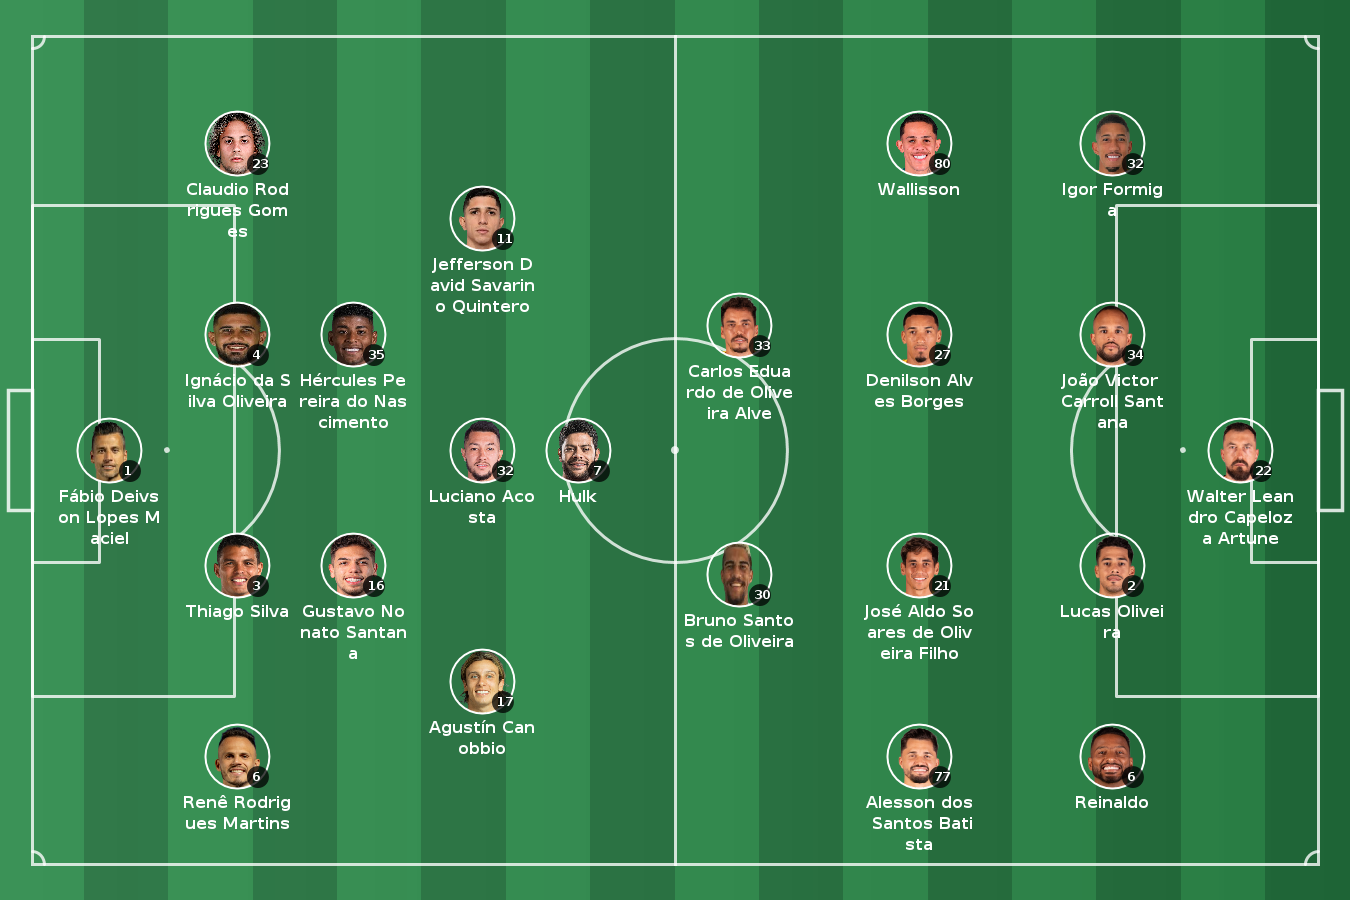 23
Claudio Rod
rigues Gom
es
11
Jefferson D
avid Savarin
o Quintero
4
Ignácio da S
ilva Oliveira
35
Hércules Pe
reira do Nas
cimento
1
Fábio Deivs
on Lopes M
aciel
32
Luciano Aco
sta
7
Hulk
3
Thiago Silva
16
Gustavo No
nato Santan
a
17
Agustín Can
obbio
6
Renê Rodrig
ues Martins
80
Wallisson
32
Igor Formig
a
33
Carlos Edua
rdo de Olive
ira Alve
27
Denilson Alv
es Borges
34
João Victor
Carroll Sant
ana
22
Walter Lean
dro Capeloz
a Artune
30
Bruno Santo
s de Oliveira
21
José Aldo So
ares de Oliv
eira Filho
2
Lucas Olivei
ra
77
Alesson dos
Santos Bati
sta
6
Reinaldo